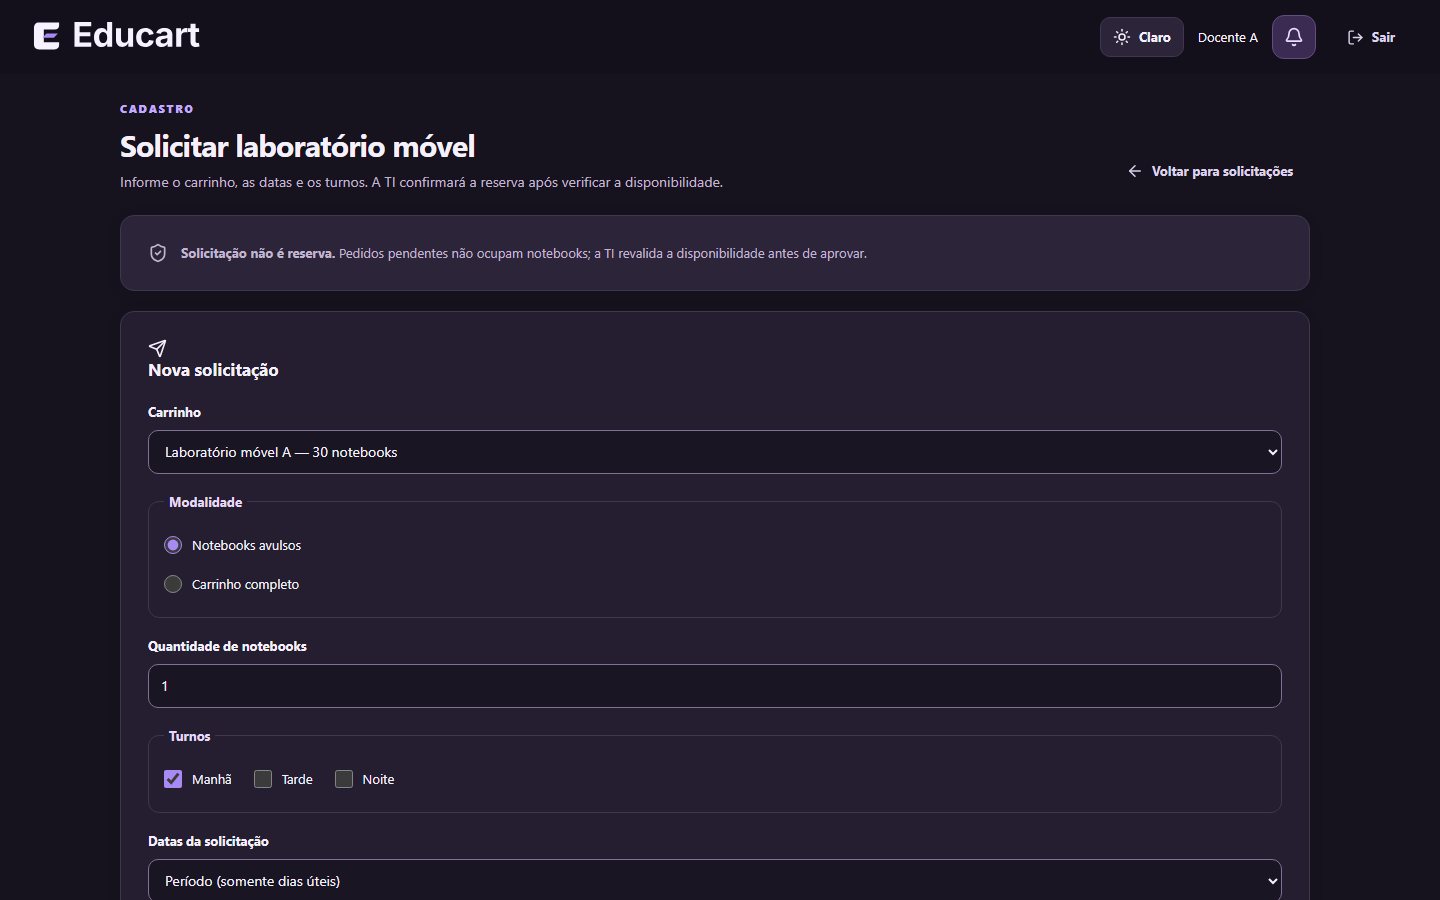 Educart
Claro
Docente A
Sair
CADASTRO
Solicitar laboratório móvel
Informe o carrinho, as datas e os turnos. A TI confirmará a reserva após verificar a disponibilidade.
Voltar para solicitações
Solicitação não é reserva. Pedidos pendentes não ocupam notebooks; a TI revalida a disponibilidade antes de aprovar.
Nova solicitação
Carrinho
Laboratório móvel A — 30 notebooks
Modalidade
Notebooks avulsos
Carrinho completo
Quantidade de notebooks
1
Turnos
Manhã
Tarde
Noite
Datas da solicitação
Período (somente dias úteis)